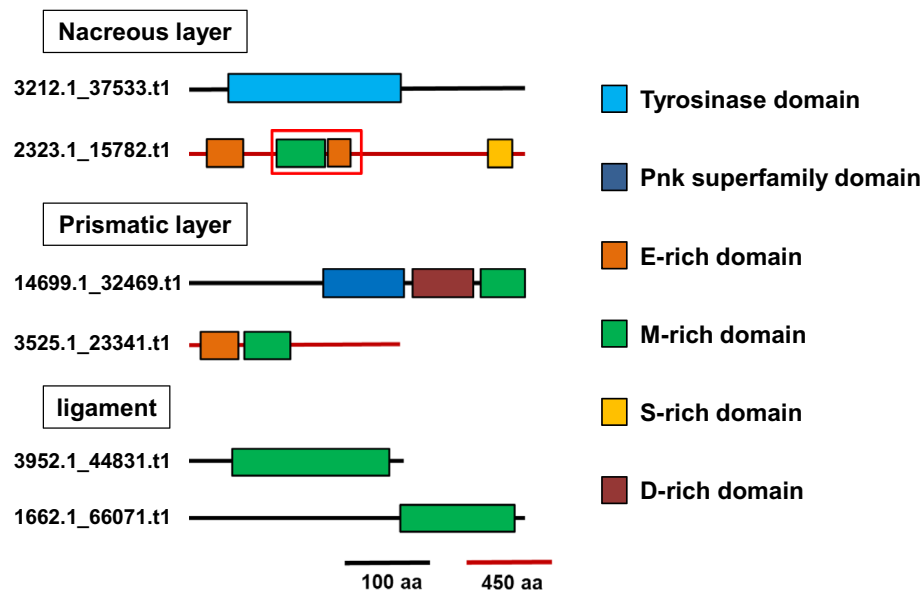 Nacreous layer
3212.1_37533.t1
2323.1_15782.t1
Prismatic layer
14699.1_32469.t1
3525.1_23341.t1
ligament
3952.1_44831.t1
1662.1_66071.t1
100 aa
450 aa
Tyrosinase domain
Pnk superfamily domain
E-rich domain
M-rich domain
S-rich domain
D-rich domain